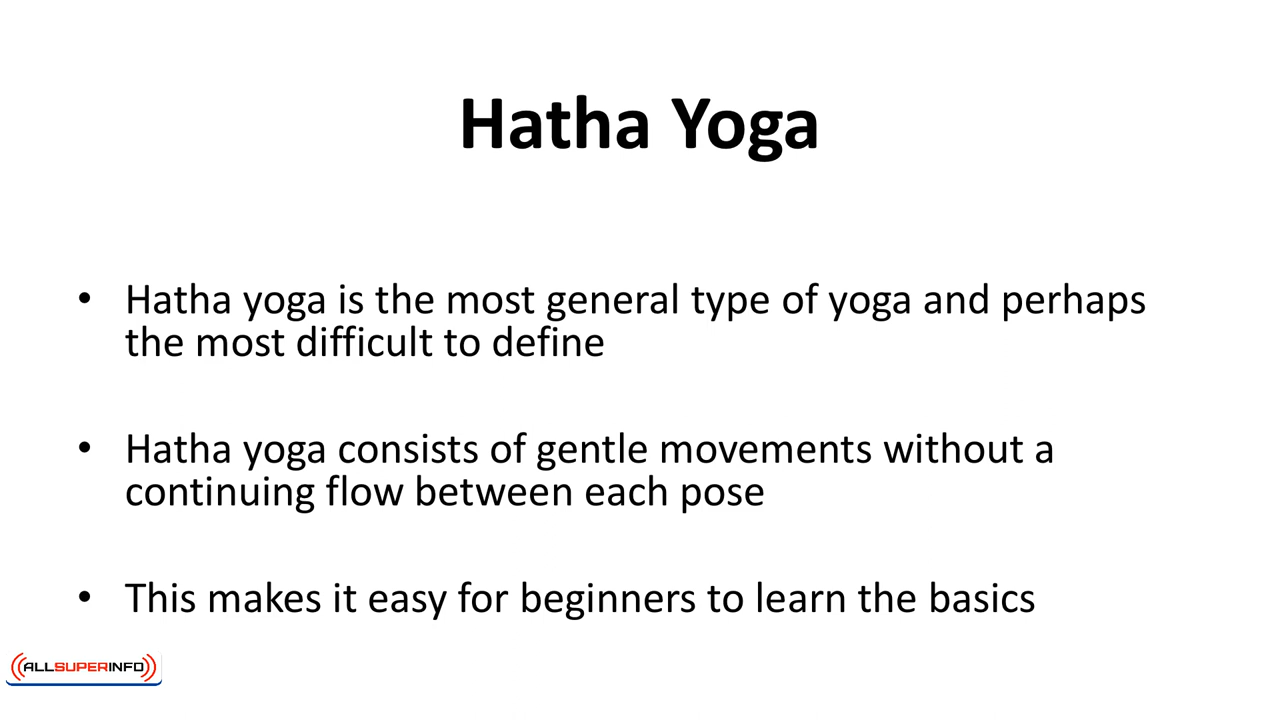 Hatha Yoga
• Hatha yoga is the most general type of yoga and perhaps
the most difficult to define
• Hatha yoga consists of gentle movements without a
continuing flow between each pose
• This makes it easy for beginners to learn the basics
ALLSUPERINFO